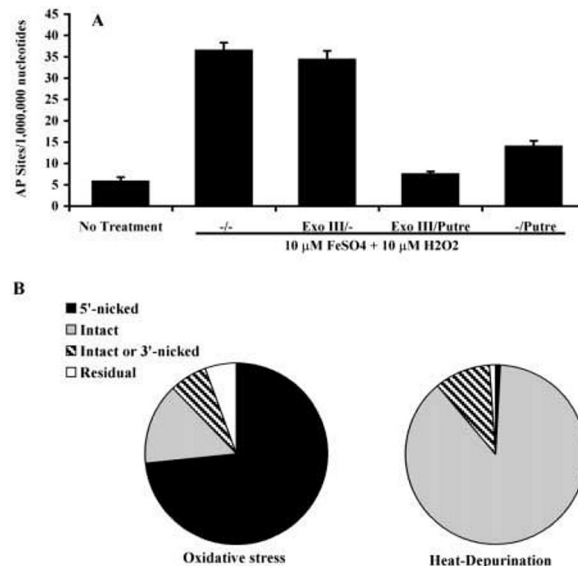 A
AP Sites/1,000,000 nucleotides
45
40
35
30
25
20
15
10
5
0
No Treatment -/- Exo III/- Exo III/Putre -/Putre
10 μM FeSO4 + 10 μM H2O2
B
5'-nicked
Intact
Intact or 3'-nicked
Residual
Oxidative stress Heat-Depurination